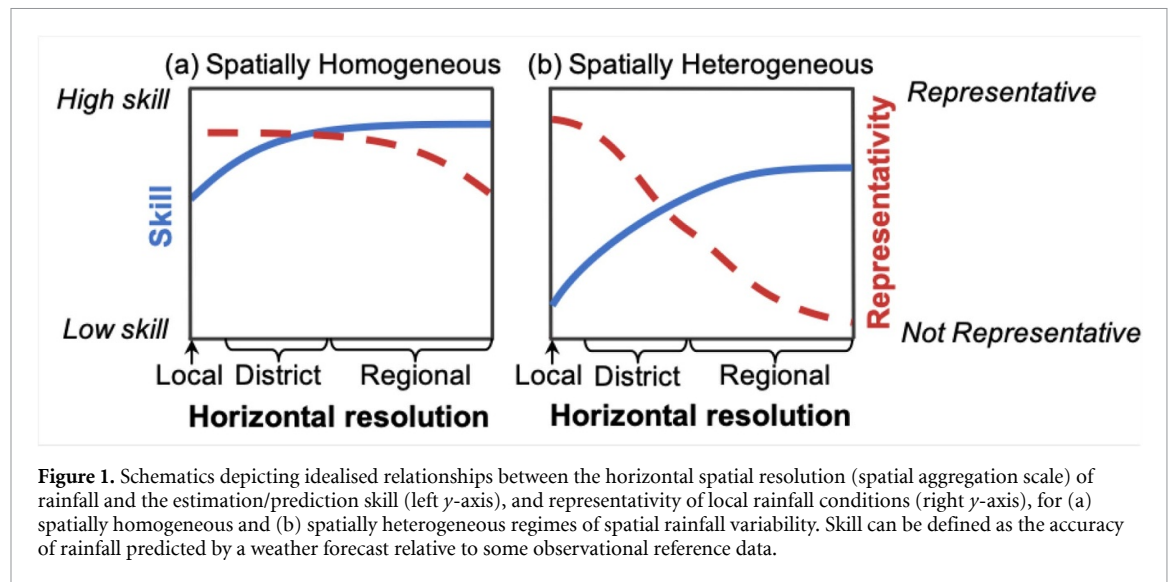 (a) Spatially Homogeneous
(b) Spatially Heterogeneous
High skill
Representative
Skill
Representativity
Low skill
Not Representative
Local District Regional
Local District Regional
Horizontal resolution
Horizontal resolution
Figure 1. Schematics depicting idealised relationships between the horizontal spatial resolution (spatial aggregation scale) of
rainfall and the estimation/prediction skill (left y-axis), and representativity of local rainfall conditions (right y-axis), for (a)
spatially homogeneous and (b) spatially heterogeneous regimes of spatial rainfall variability. Skill can be defined as the accuracy
of rainfall predicted by a weather forecast relative to some observational reference data.